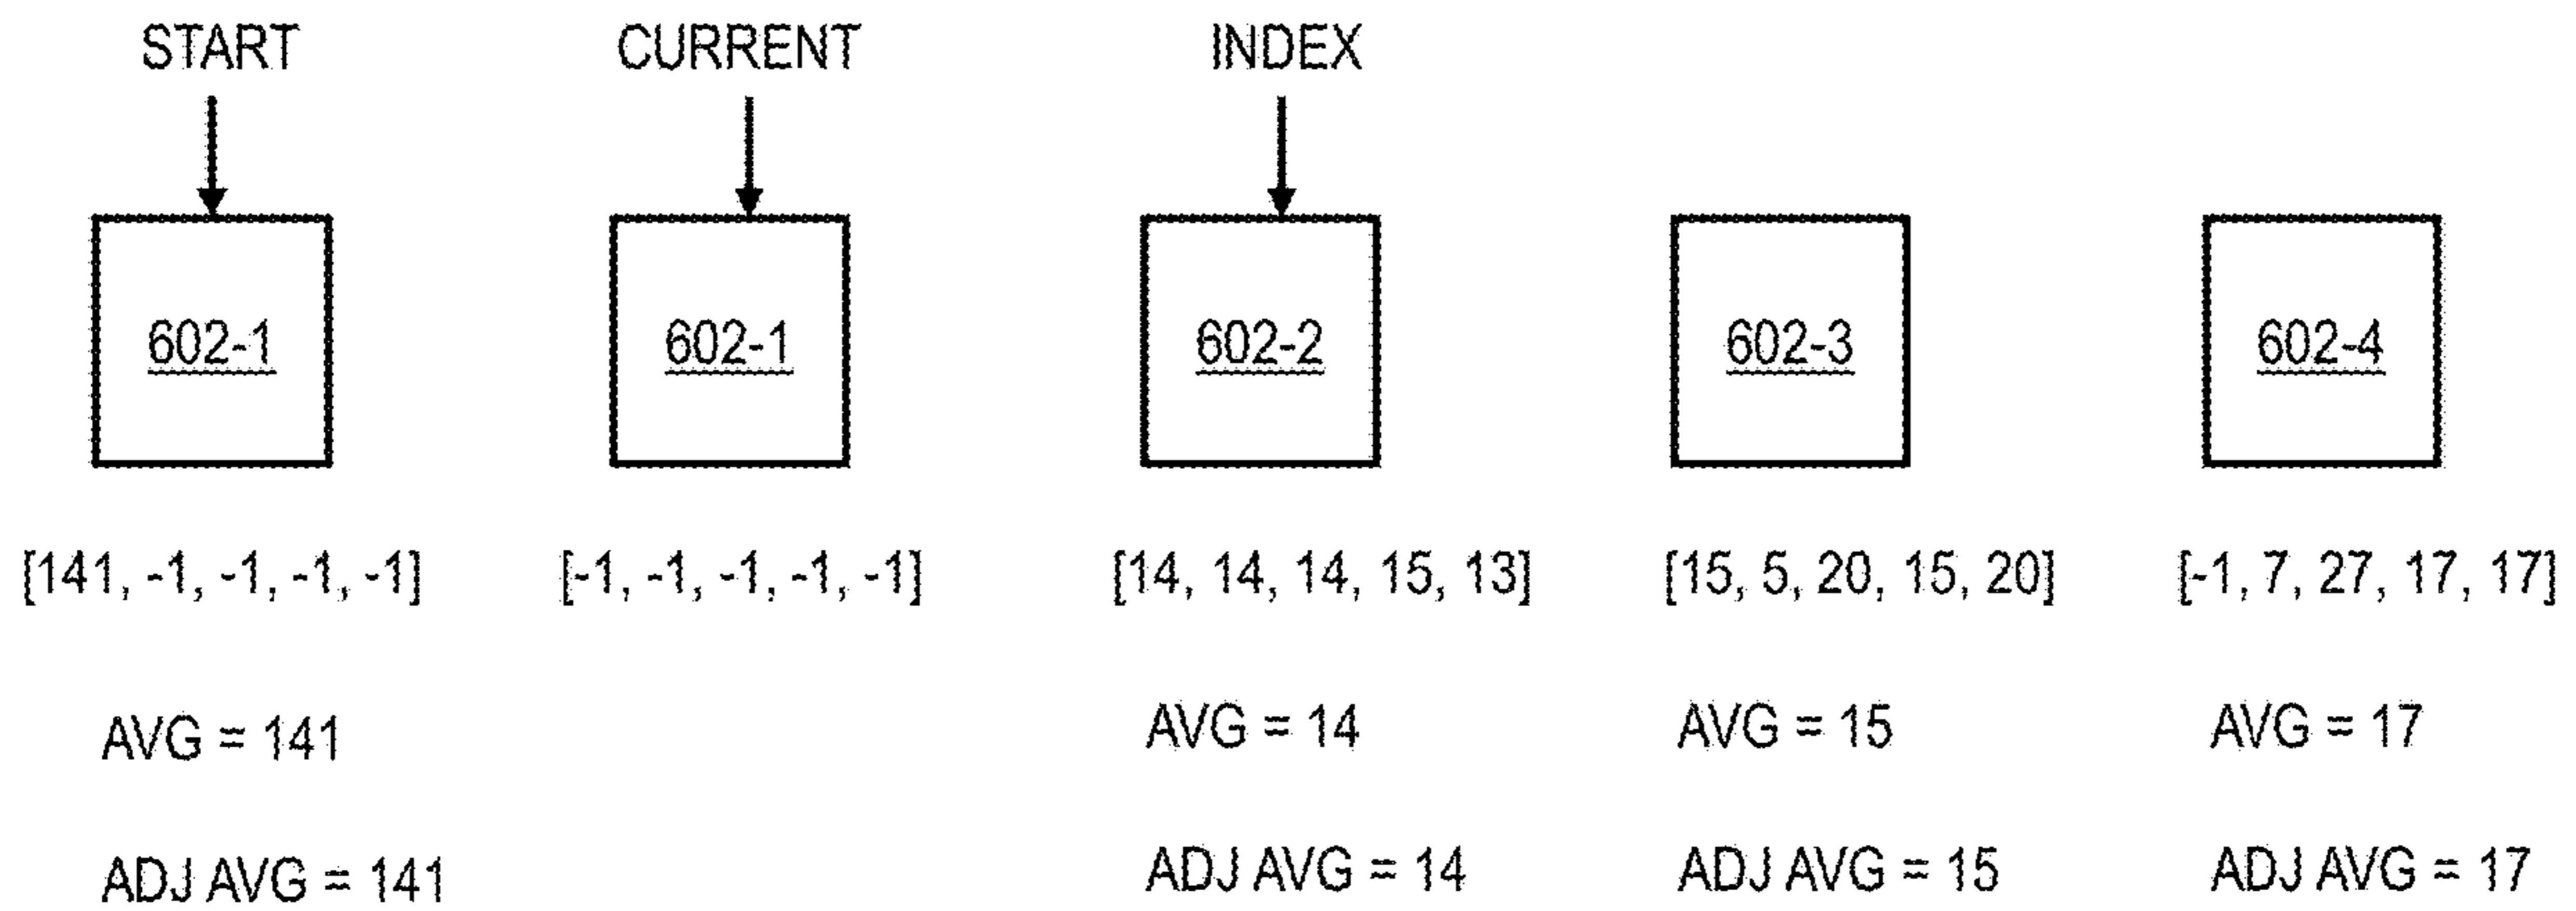 START CURRENT INDEX
602-1 602-1 602-2 602-3 602-4
[141, -1, -1, -1, -1] [-1, -1, -1, -1, -1] [14, 14, 14, 15, 13] [15, 5, 20, 15, 20] [-1, 7, 27, 17, 17]
AVG = 141 AVG = 14 AVG = 15 AVG = 17
ADJ AVG = 141 ADJ AVG = 14 ADJ AVG = 15 ADJ AVG = 17